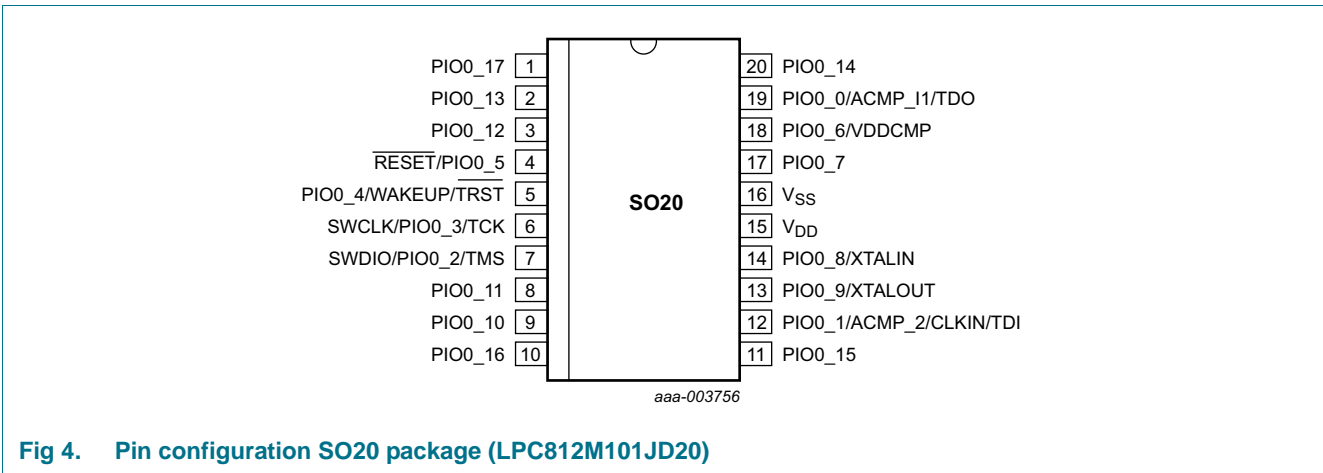 PIO0_17 1
PIO0_13 2
PIO0_12 3
RESET/PIO0_5 4
PIO0_4/WAKEUP/TRST 5
SWCLK/PIO0_3/TCK 6
SWDIO/PIO0_2/TMS 7
PIO0_11 8
PIO0_10 9
PIO0_16 10
SO20
20 PIO0_14
19 PIO0_0/ACMP_I1/TDO
18 PIO0_6/VDDCMP
17 PIO0_7
16 VSS
15 VDD
14 PIO0_8/XTALIN
13 PIO0_9/XTALOUT
12 PIO0_1/ACMP_2/CLKIN/TDI
11 PIO0_15
aaa-003756
Fig 4. Pin configuration SO20 package (LPC812M101JD20)